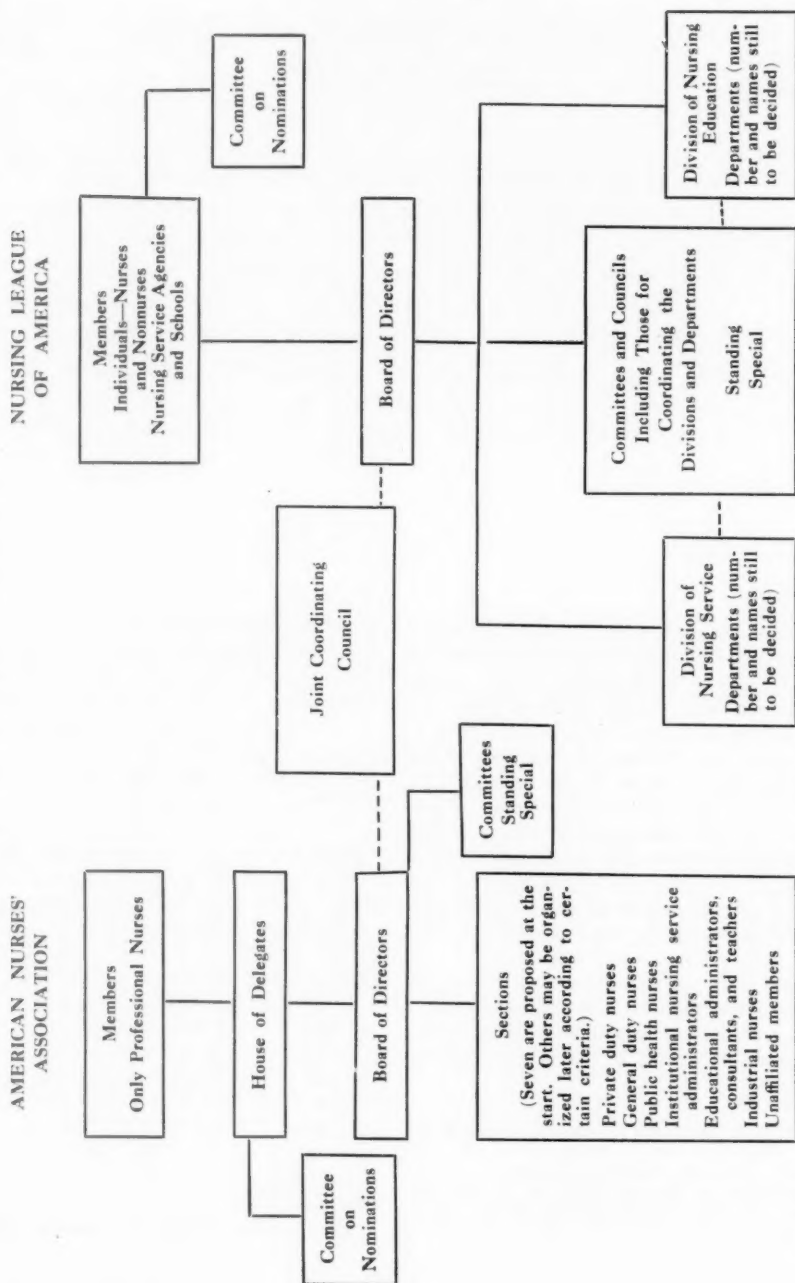 AMERICAN NURSES'
ASSOCIATION
Members
Only Professional Nurses
House of Delegates
Committee
on
Nominations
Board of Directors
Committees
Standing
Special
Sections
(Seven are proposed at the
start. Others may be organ-
ized later according to cer-
tain criteria.)
Private duty nurses
General duty nurses
Public health nurses
Institutional nursing service
administrators
Educational administrators,
consultants, and teachers
Industrial nurses
Unaffiliated members
Joint Coordinating
Council
NURSING LEAGUE
OF AMERICA
Members
Individuals—Nurses
and Nonnurses
Nursing Service Agencies
and Schools
Committee
on
Nominations
Board of Directors
Division of
Nursing Service
Departments (num-
ber and names still
to be decided)
Committees and Councils
Including Those for
Coordinating the
Divisions and Departments
Standing
Special
Division of Nursing
Education
Departments (num-
ber and names still
to be decided)